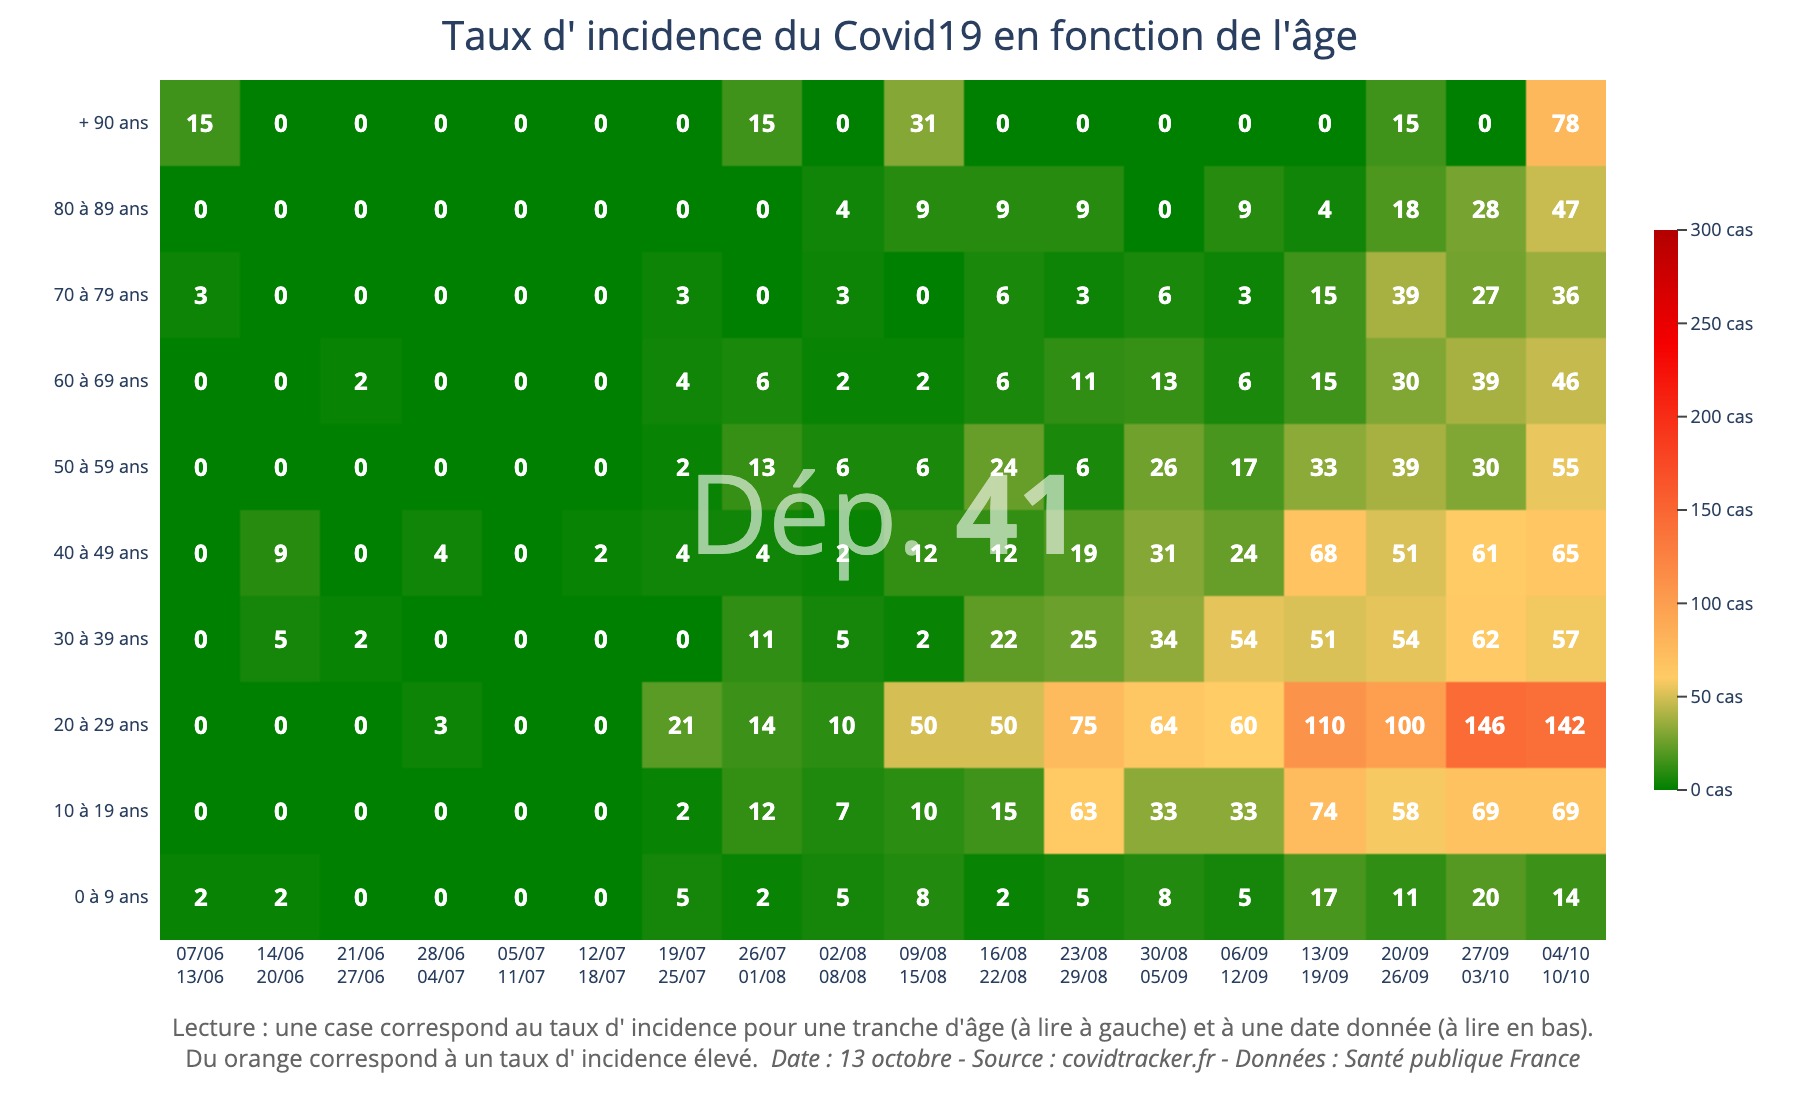 Taux d' incidence du Covid19 en fonction de l'âge
+ 90 ans 15 0 0 0 0 0 0 15 0 31 0 0 0 0 0 15 0 78
80 à 89 ans 0 0 0 0 0 0 0 0 4 9 9 9 0 9 4 18 28 47
70 à 79 ans 3 0 0 0 0 0 3 0 3 0 6 3 6 3 15 39 27 36
60 à 69 ans 0 0 2 0 0 0 4 6 2 2 6 11 13 6 15 30 39 46
50 à 59 ans 0 0 0 0 0 0 2 13 6 6 24 6 26 17 33 39 30 55
Dép. 41
40 à 49 ans 0 9 0 4 0 2 4 4 2 12 12 19 31 24 68 51 61 65
30 à 39 ans 0 5 2 0 0 0 0 11 5 2 22 25 34 54 51 54 62 57
20 à 29 ans 0 0 0 3 0 0 21 14 10 50 50 75 64 60 110 100 146 142
10 à 19 ans 0 0 0 0 0 0 2 12 7 10 15 63 33 33 74 58 69 69
0 à 9 ans 2 2 0 0 0 0 5 2 5 8 2 5 8 5 17 11 20 14
07/06 14/06 21/06 28/06 05/07 12/07 19/07 26/07 02/08 09/08 16/08 23/08 30/08 06/09 13/09 20/09 27/09 04/10
13/06 20/06 27/06 04/07 11/07 18/07 25/07 01/08 08/08 15/08 22/08 29/08 05/09 12/09 19/09 26/09 03/10 10/10
300 cas
250 cas
200 cas
150 cas
100 cas
50 cas
0 cas
Lecture : une case correspond au taux d' incidence pour une tranche d'âge (à lire à gauche) et à une date donnée (à lire en bas).
Du orange correspond à un taux d' incidence élevé. Date : 13 octobre - Source : covidtracker.fr - Données : Santé publique France